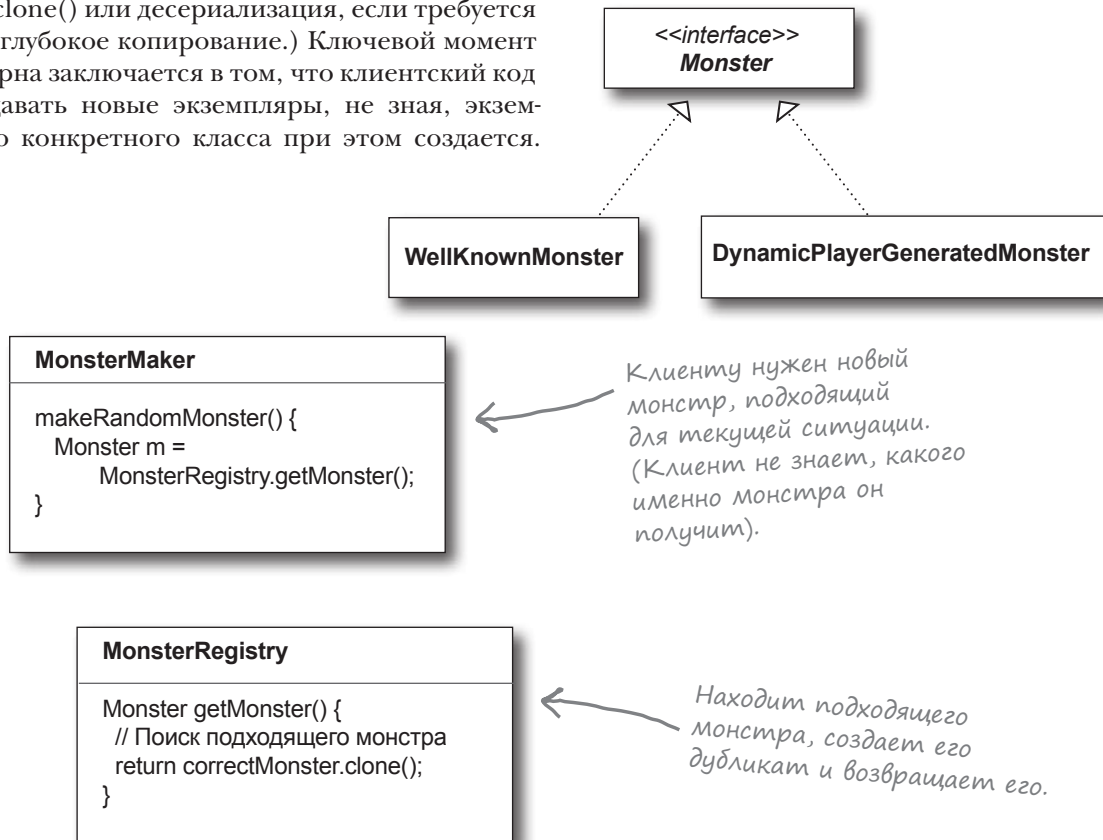 clone() или десериализация, если требуется
глубокое копирование.) Ключевой момент
заключается в том, что клиентский код
новые экземпляры, не зная, экзем-
конкретного класса при этом создается.
<<interface>>
Monster
WellKnownMonster
DynamicPlayerGeneratedMonster
MonsterMaker
makeRandomMonster() {
Monster m =
MonsterRegistry.getMonster();
}
Клиенту нужен новый
монстр, подходящий
для текущей ситуации.
(Клиент не знает, какого
именно монстра он
получит).
MonsterRegistry
Monster getMonster() {
// Поиск подходящего монстра
return correctMonster.clone();
}
Находит подходящего
монстра, создает его
дубликат и возвращает его.